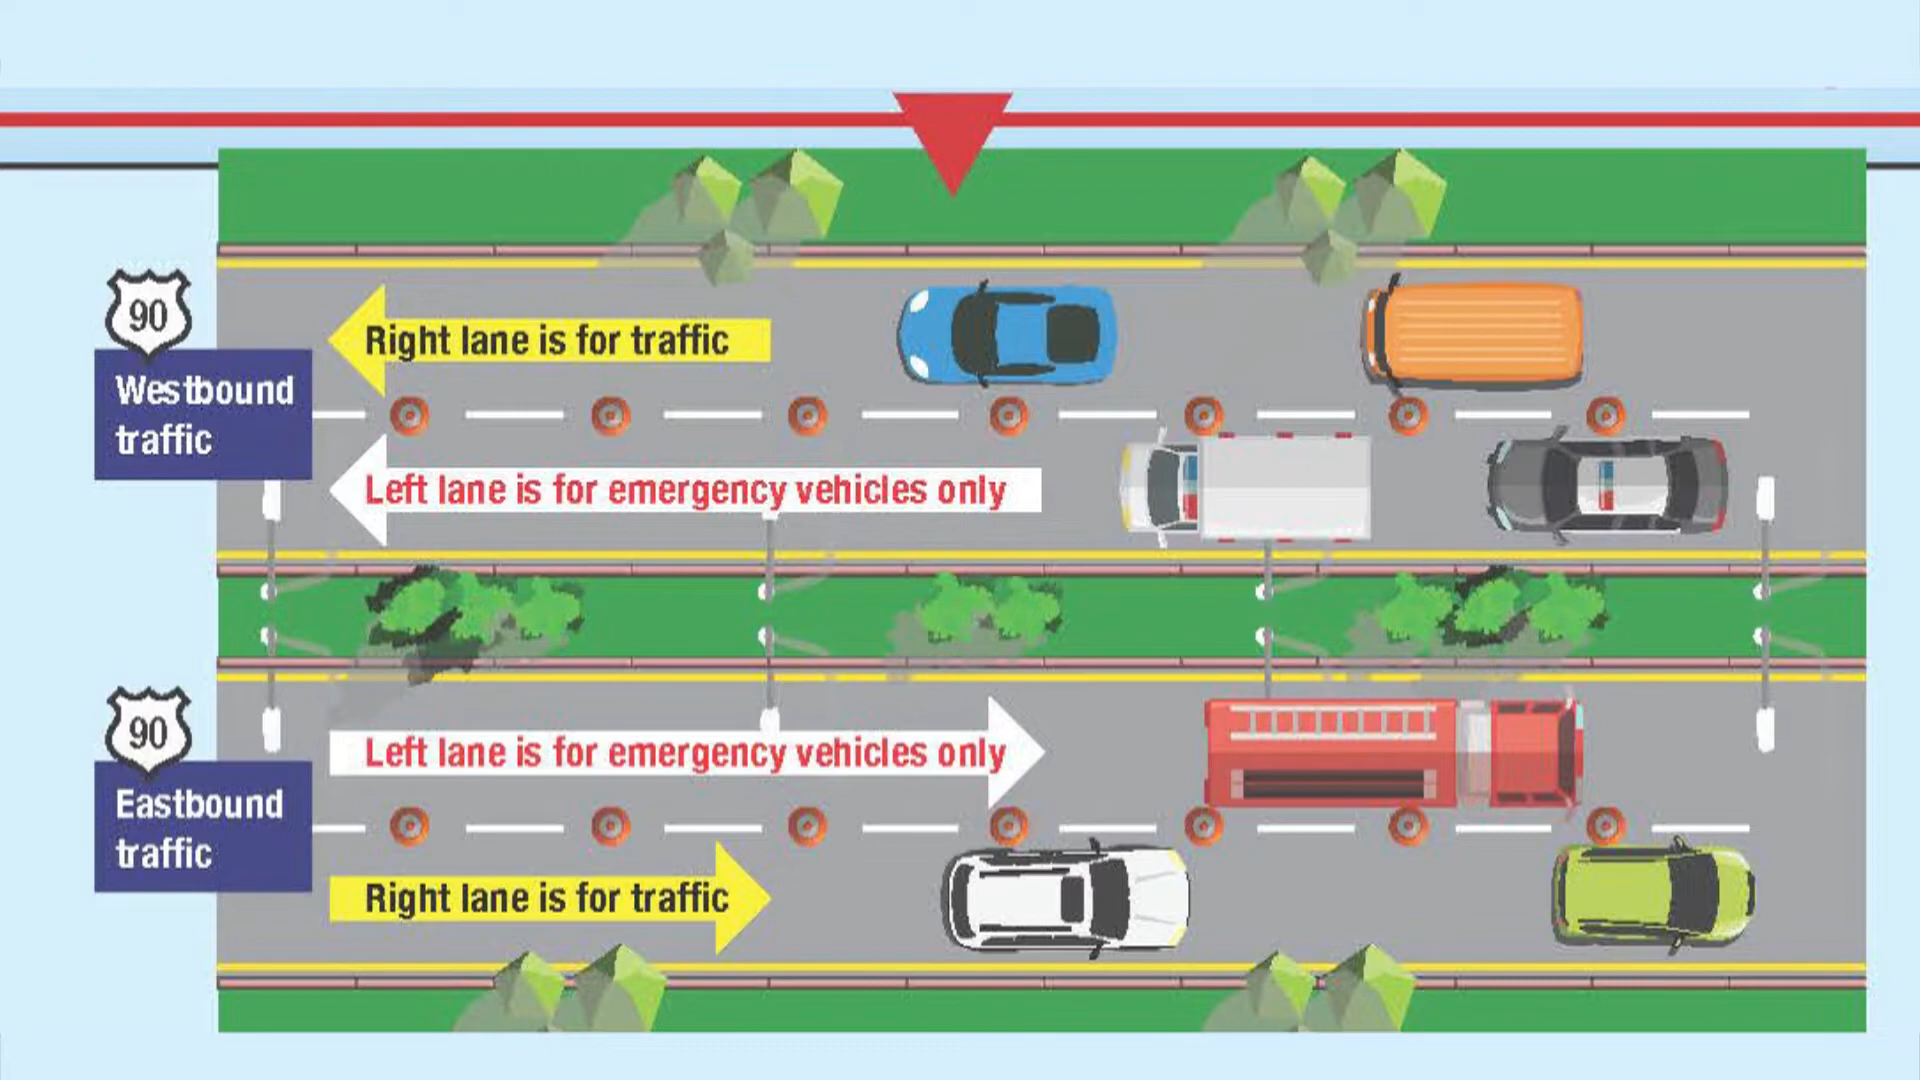 90
Westbound
traffic
Right lane is for traffic
Left lane is for emergency vehicles only
90
Eastbound
traffic
Left lane is for emergency vehicles only
Right lane is for traffic